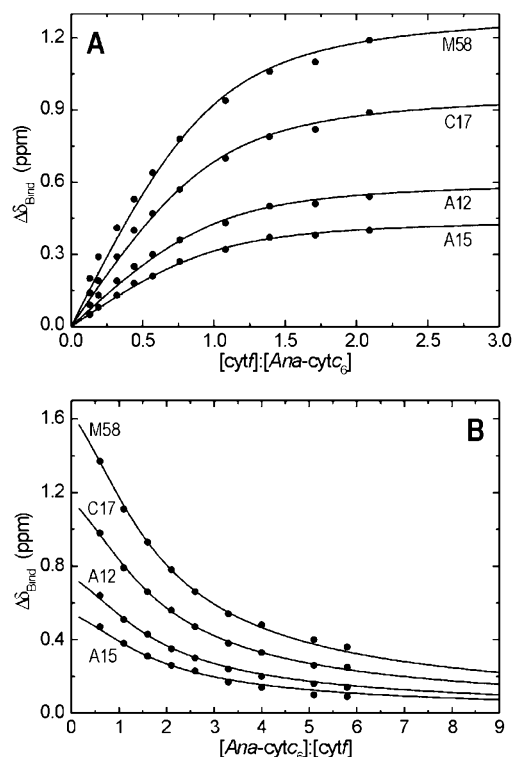 A
1.2
0.9
0.6
0.3
0.0
Δδ_Bind (ppm)
M58
C17
A12
A15
0.0 0.5 1.0 1.5 2.0 2.5 3.0
[cytf]:[Ana-cytc₆]
B
1.6
1.2
0.8
0.4
0.0
Δδ_Bind (ppm)
M58
C17
A12
A15
0 1 2 3 4 5 6 7 8 9
[Ana-cytc₆]:[cytf]